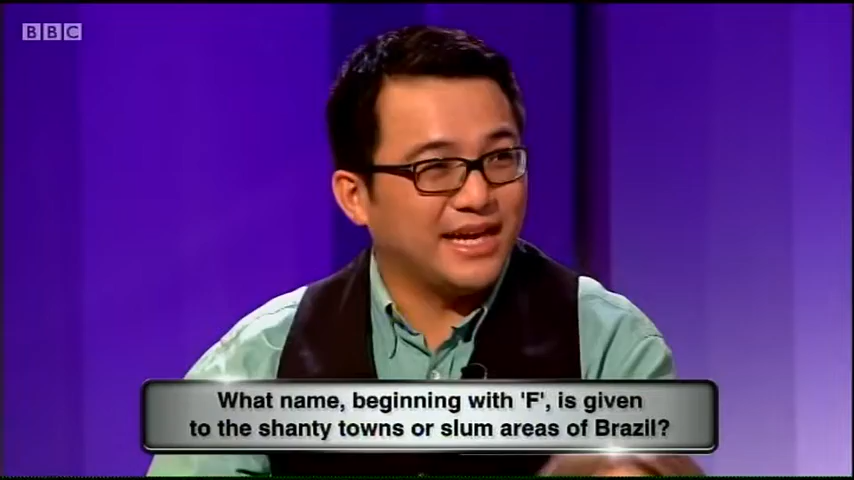 BBC
What name, beginning with 'F', is given
to the shanty towns or slum areas of Brazil?